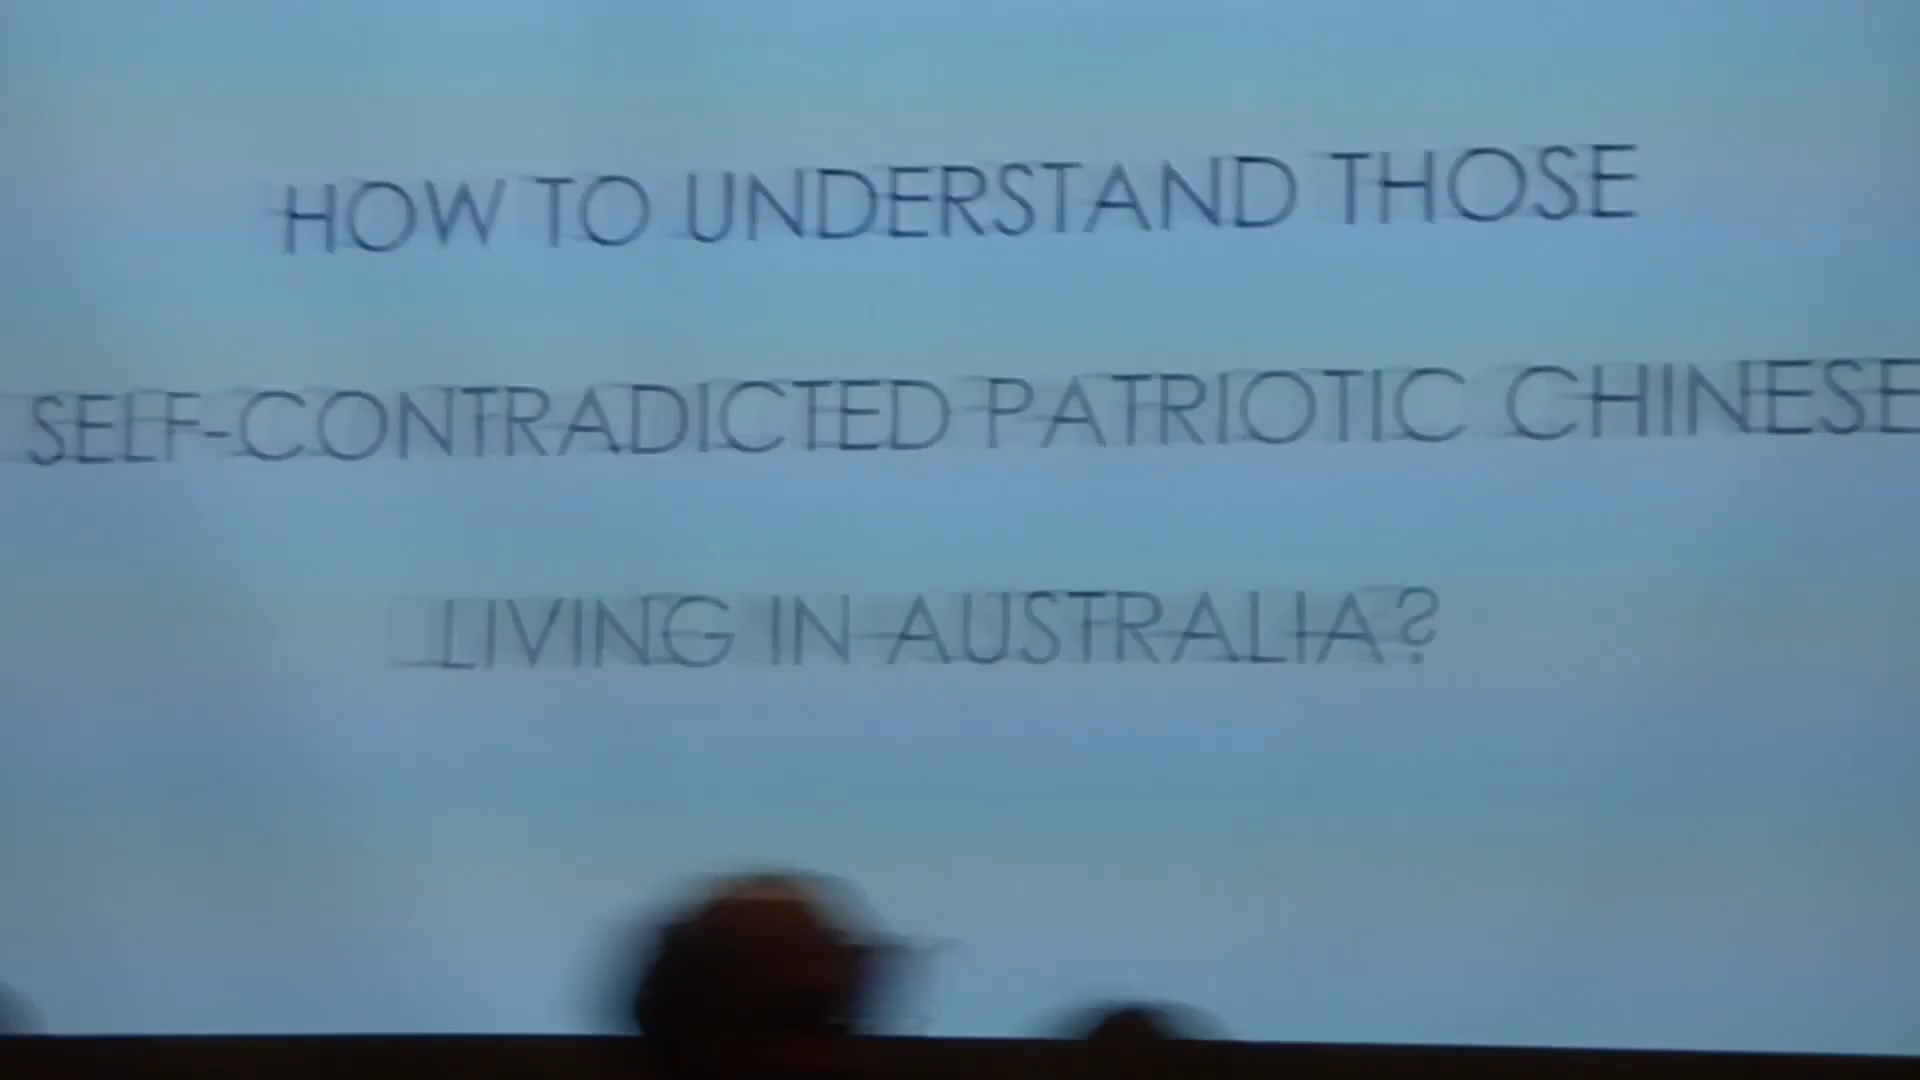 HOW TO UNDERSTAND THOSE
SELF-CONTRADICTED PATRIOTIC CHINESE
LIVING IN AUSTRALIA?